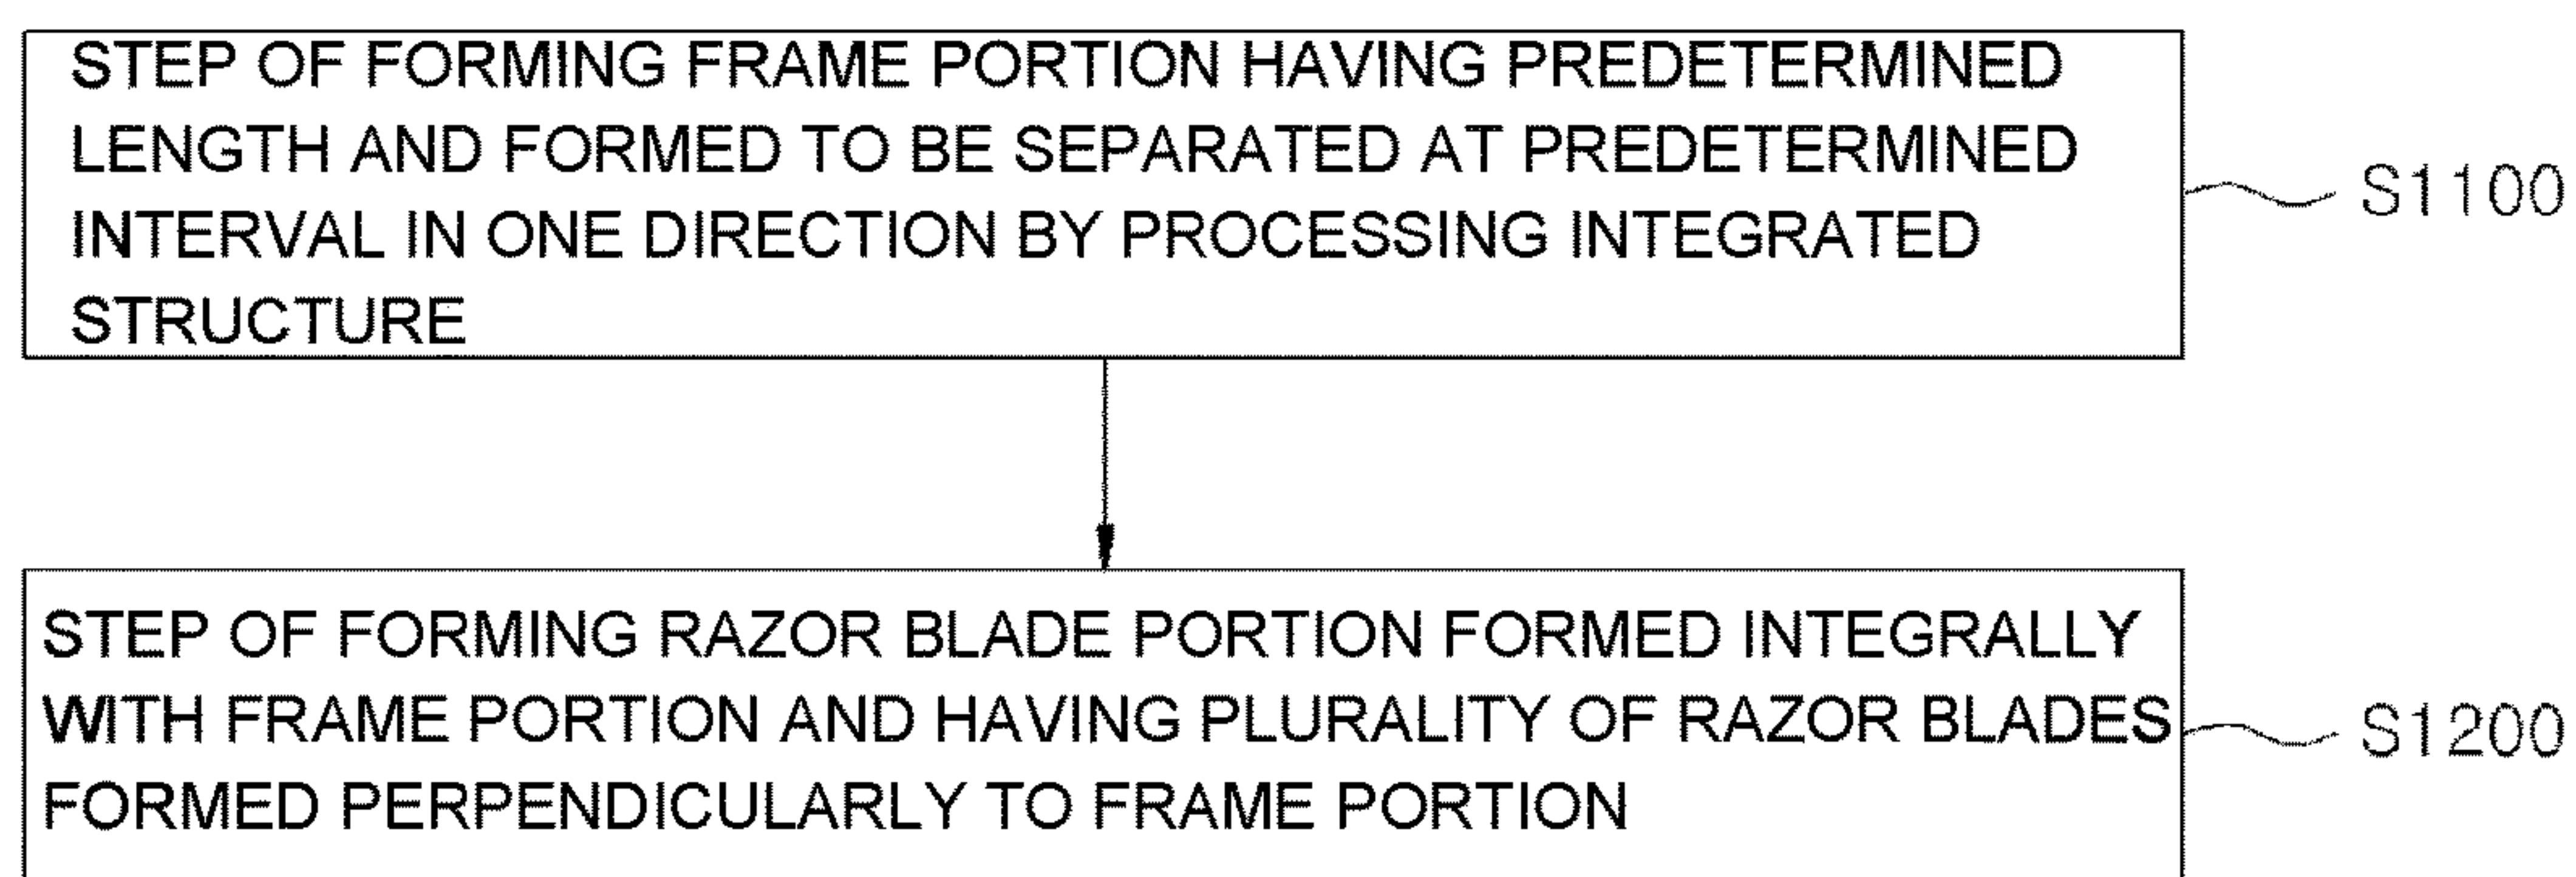 STEP OF FORMING FRAME PORTION HAVING PREDETERMINED
LENGTH AND FORMED TO BE SEPARATED AT PREDETERMINED
INTERVAL IN ONE DIRECTION BY PROCESSING INTEGRATED
STRUCTURE
S1100
STEP OF FORMING RAZOR BLADE PORTION FORMED INTEGRALLY
WITH FRAME PORTION AND HAVING PLURALITY OF RAZOR BLADES
FORMED PERPENDICULARLY TO FRAME PORTION
S1200